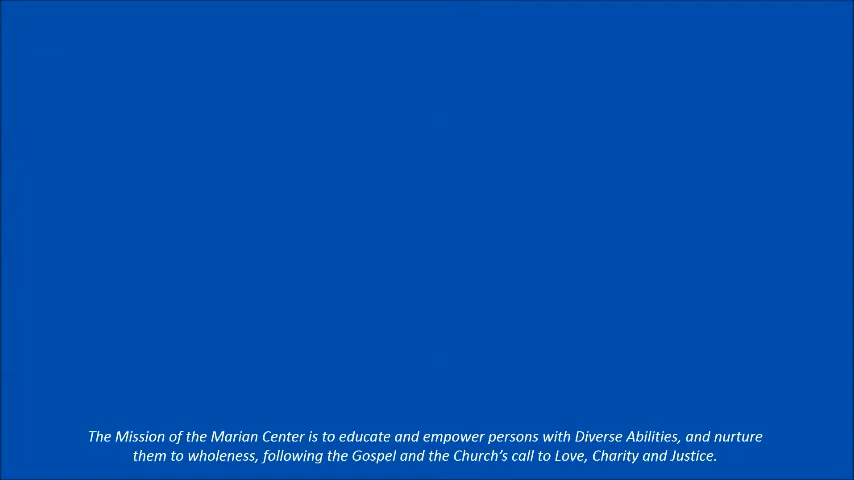 The Mission of the Marian Center is to educate and empower persons with Diverse Abilities, and nurture
them to wholeness, following the Gospel and the Church’s call to Love, Charity and Justice.